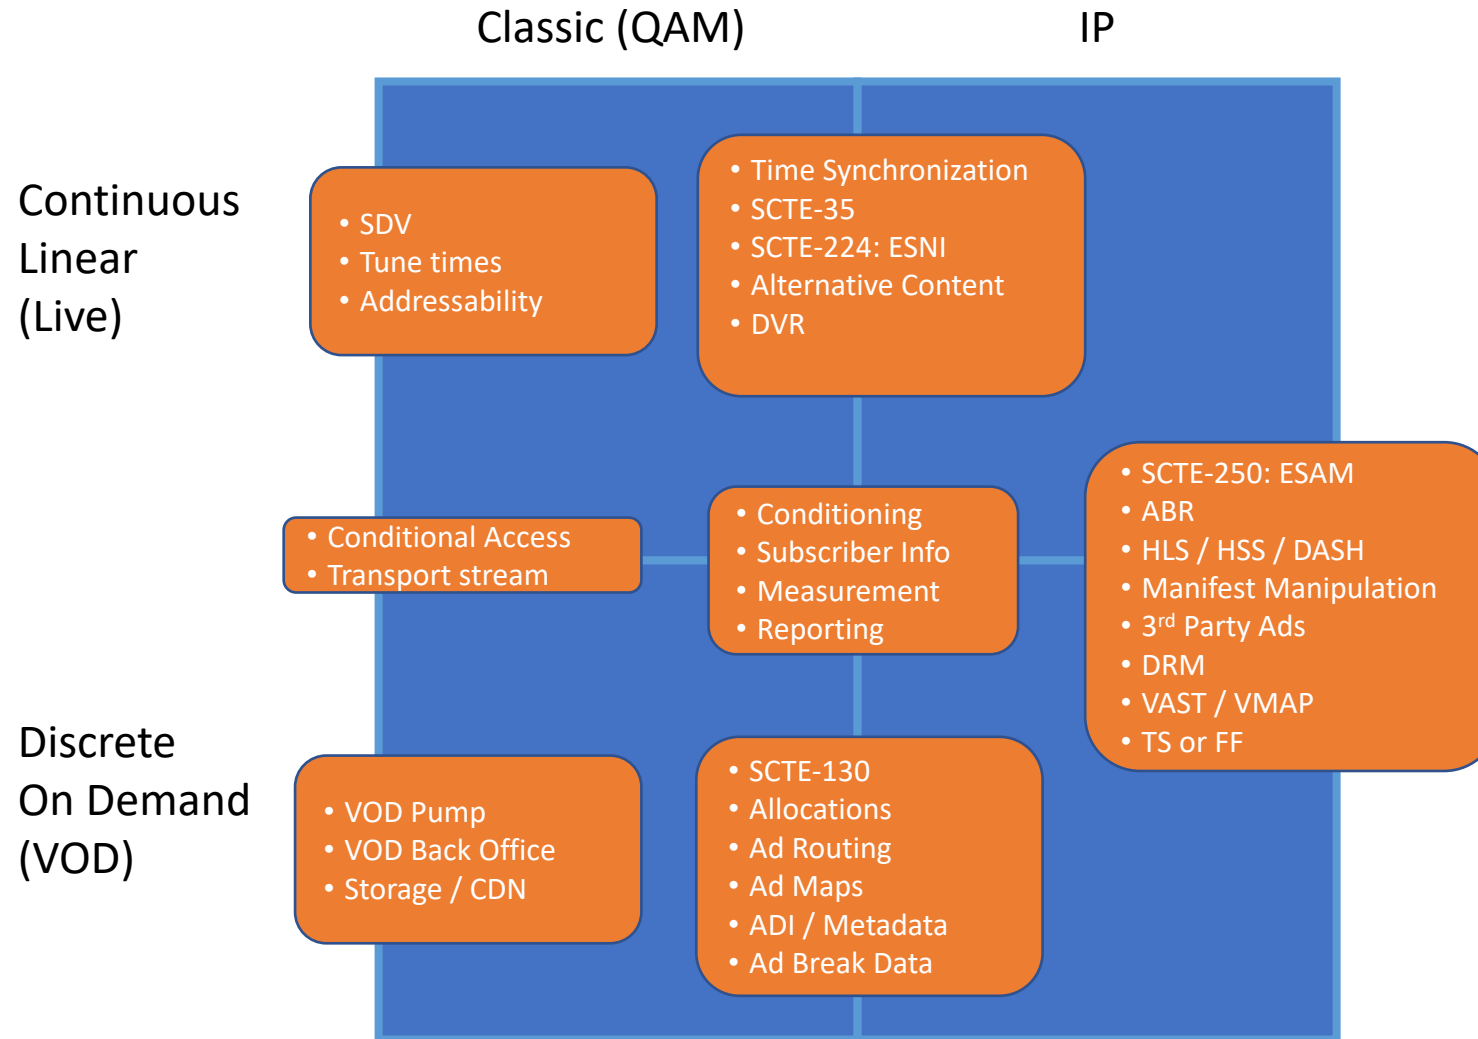 Classic (QAM)
IP
Continuous
Linear
(Live)
• SDV
• Tune times
• Addressability
• Time Synchronization
• SCTE-35
• SCTE-224: ESNI
• Alternative Content
• DVR
• Conditional Access
• Transport stream
• Conditioning
• Subscriber Info
• Measurement
• Reporting
• SCTE-250: ESAM
• ABR
• HLS / HSS / DASH
• Manifest Manipulation
• 3rd Party Ads
• DRM
• VAST / VMAP
• TS or FF
Discrete
On Demand
(VOD)
• VOD Pump
• VOD Back Office
• Storage / CDN
• SCTE-130
• Allocations
• Ad Routing
• Ad Maps
• ADI / Metadata
• Ad Break Data